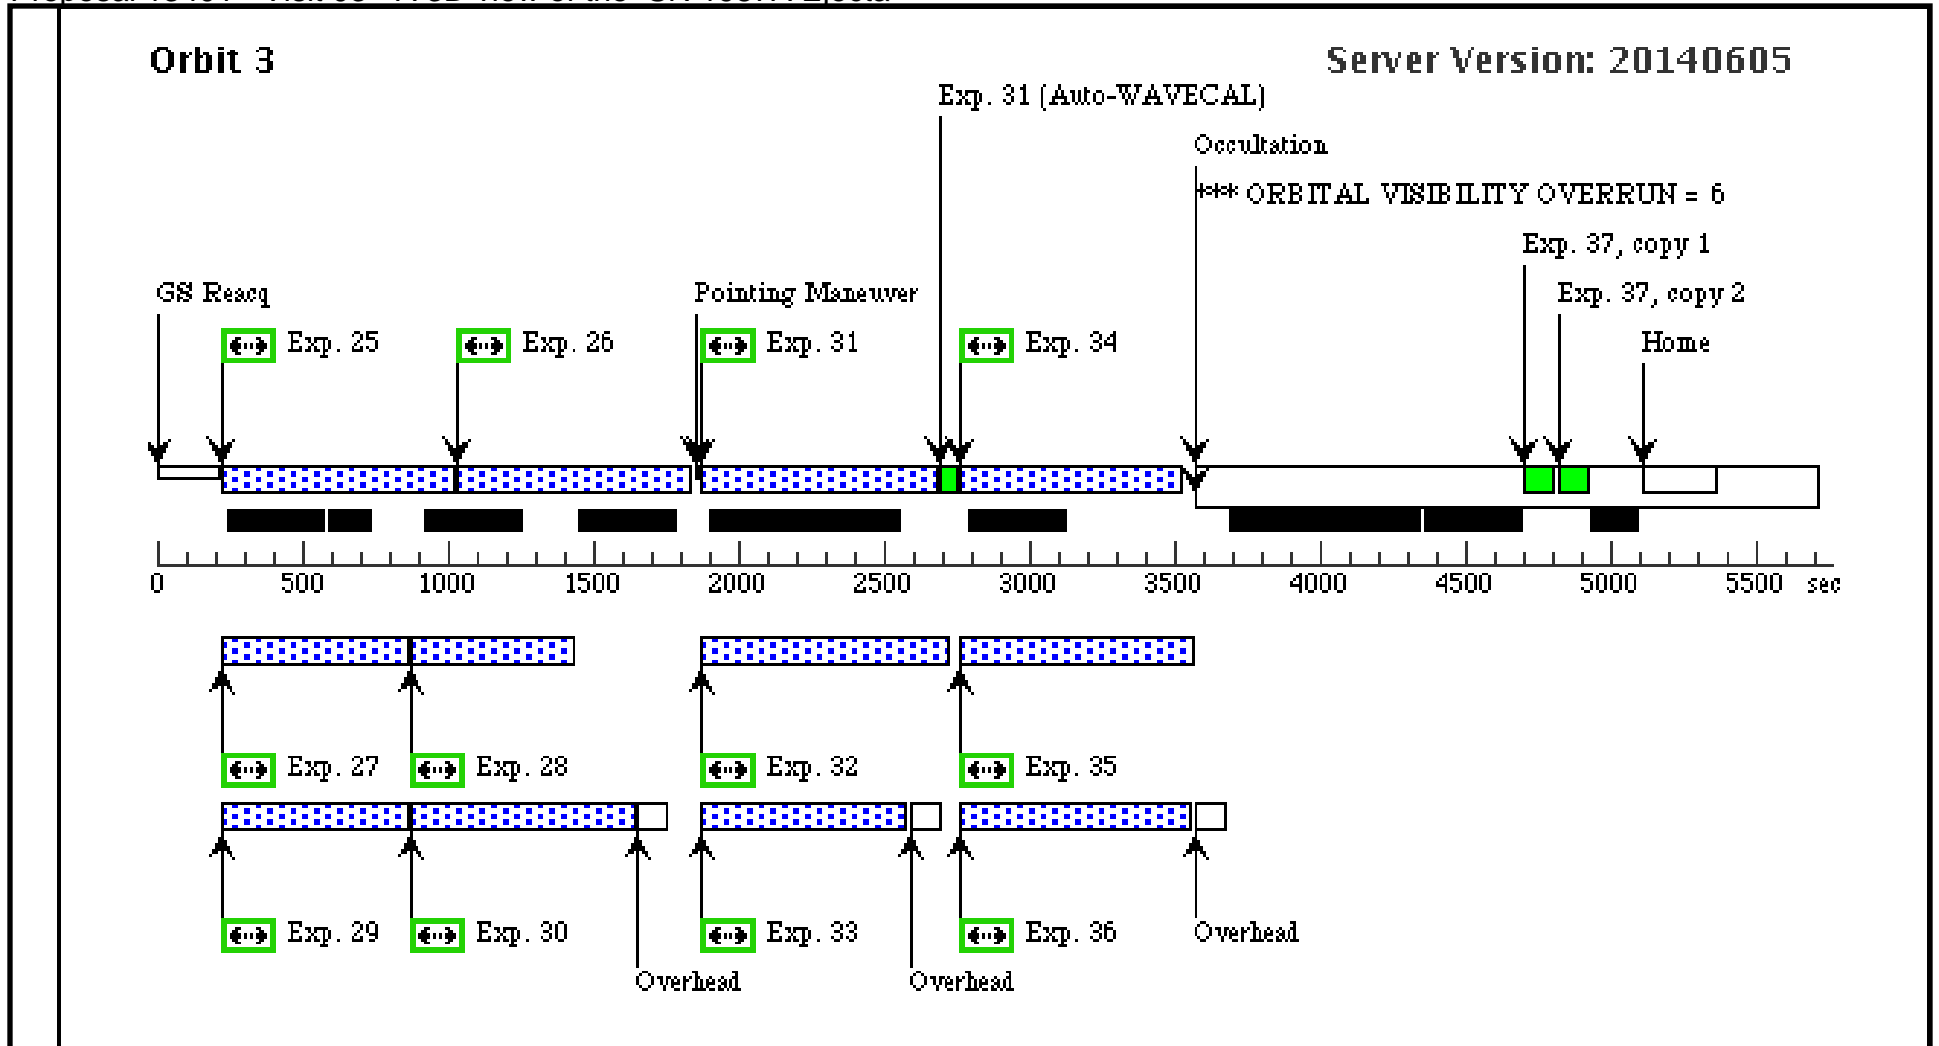 Orbit 3
Server Version: 20140605
Exp. 31 (Auto-WAVECAL)
Occultation
*** ORBITAL VISIBILITY OVERRUN = 6
Exp. 37, copy 1
GS Reacq
Pointing Maneuver
Exp. 37, copy 2
Exp. 25
Exp. 26
Exp. 31
Exp. 34
Home
0 500 1000 1500 2000 2500 3000 3500 4000 4500 5000 5500 sec
Exp. 27
Exp. 28
Exp. 32
Exp. 35
Exp. 29
Exp. 30
Exp. 33
Exp. 36
Overhead
Overhead
Overhead